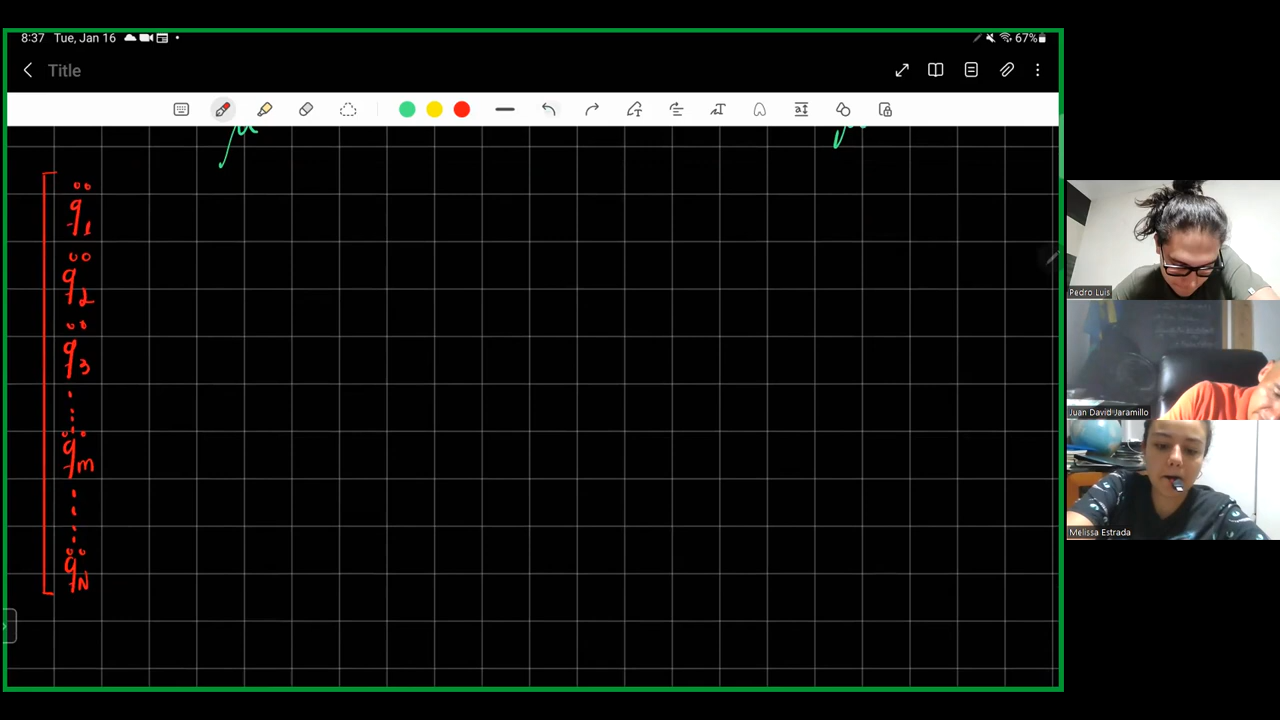 8:37 Tue, Jan 16
67%
Title
q̈₁
q̈₂
q̈₃
⋮
q̈m
⋮
q̈N
Pedro Luis
Juan David Jaramillo
Melissa Estrada